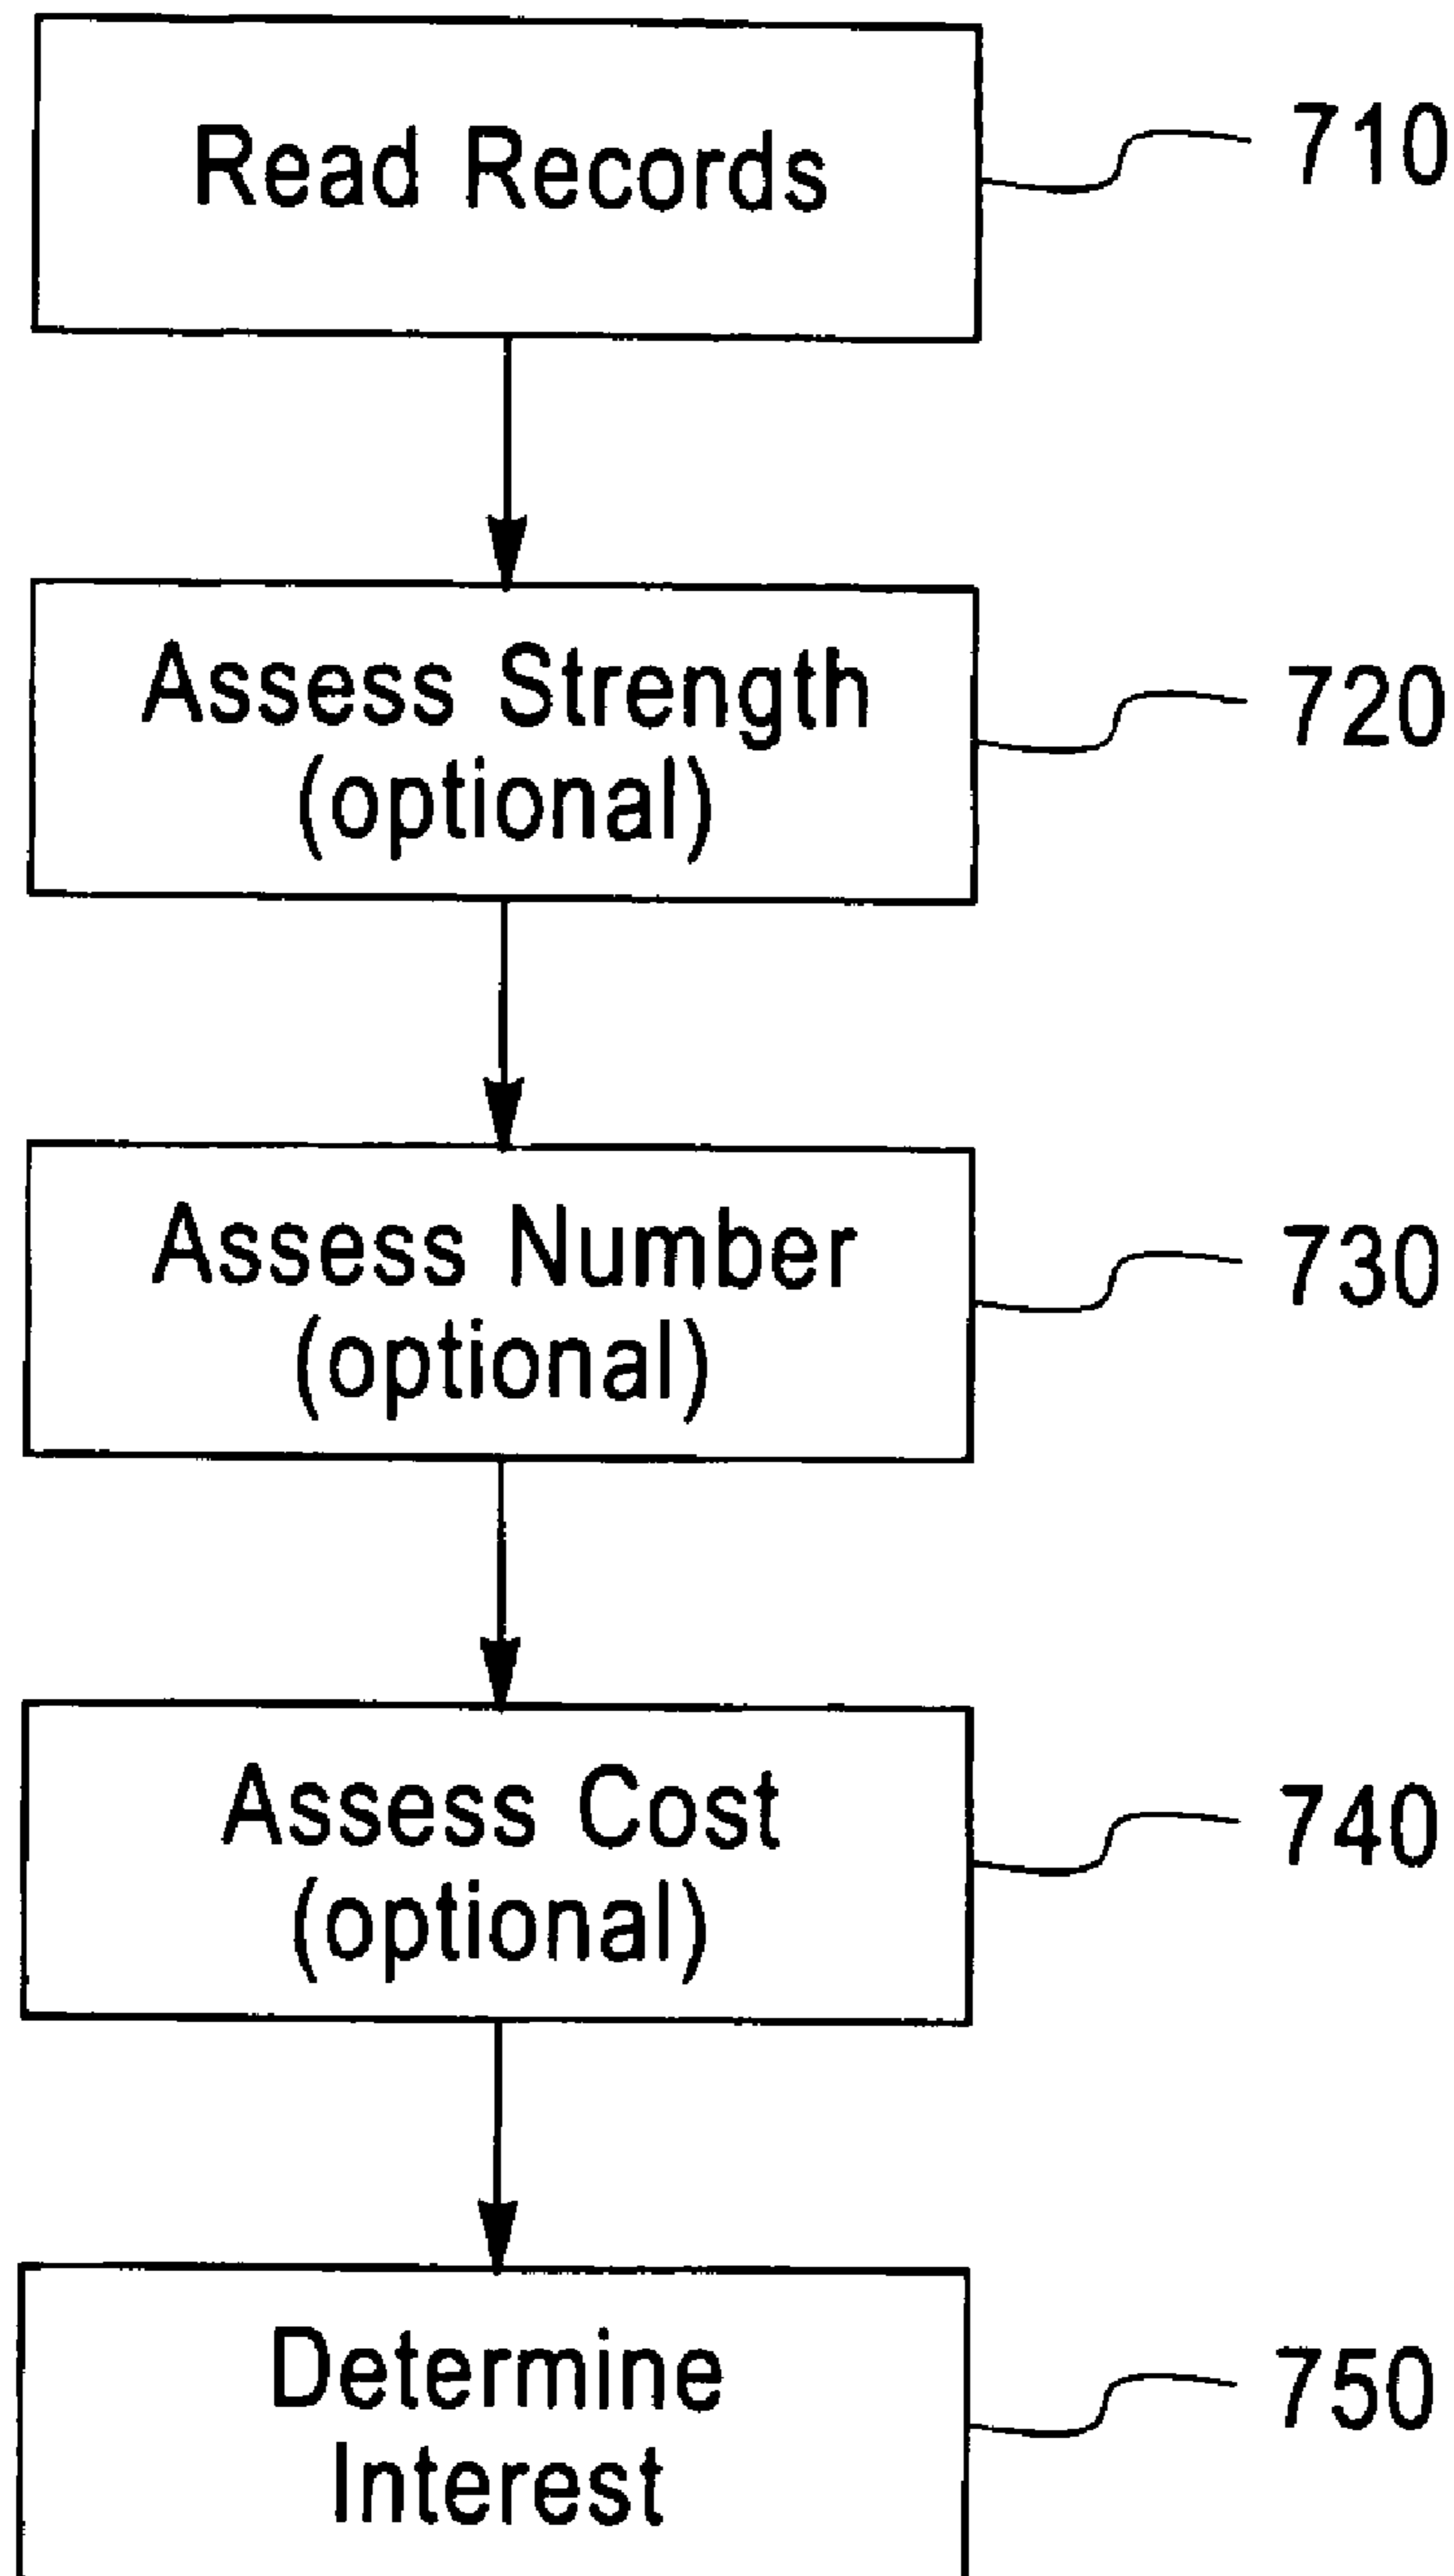 Read Records
710
Assess Strength
(optional)
720
Assess Number
(optional)
730
Assess Cost
(optional)
740
Determine
Interest
750